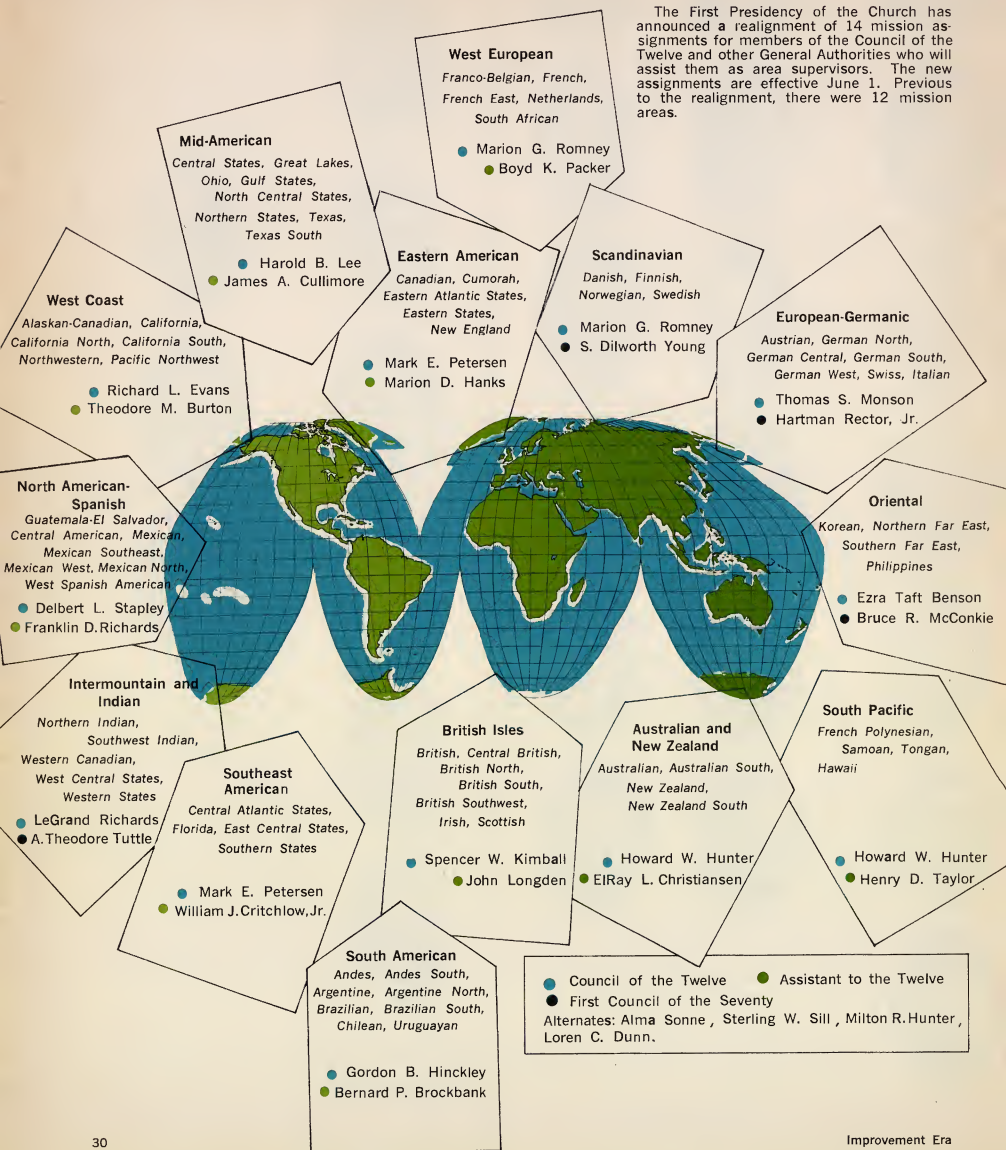 The First Presidency of the Church has
announced a realignment of 14 mission as-
signments for members of the Council of the
Twelve and other General Authorities who will
assist them as area supervisors. The new
assignments are effective June 1. Previous
to the realignment, there were 12 mission
areas.
West European
Franco-Belgian, French,
French East, Netherlands,
South African
Marion G. Romney
Boyd K. Packer
Mid-American
Central States, Great Lakes,
Ohio, Gulf States,
North Central States,
Northern States, Texas,
Texas South
Harold B. Lee
James A. Cullimore
Eastern American
Canadian, Cumorah,
Eastern Atlantic States,
Eastern States,
New England
Mark E. Petersen
Marion D. Hanks
Scandinavian
Danish, Finnish,
Norwegian, Swedish
Marion G. Romney
S. Dilworth Young
West Coast
Alaskan-Canadian, California,
California North, California South,
Northwestern, Pacific Northwest
Richard L. Evans
Theodore M. Burton
European-Germanic
Austrian, German North,
German Central, German South,
German West, Swiss, Italian
Thomas S. Monson
Hartman Rector, Jr.
North American-
Spanish
Guatemala-El Salvador,
Central American, Mexican,
Mexican Southeast,
Mexican West, Mexican North,
West Spanish American
Delbert L. Stapley
Franklin D. Richards
Oriental
Korean, Northern Far East,
Southern Far East,
Philippines
Ezra Taft Benson
Bruce R. McConkie
Intermountain and
Indian
Northern Indian,
Southwest Indian,
Western Canadian,
West Central States,
Western States
LeGrand Richards
A. Theodore Tuttle
Southeast
American
Central Atlantic States,
Florida, East Central States,
Southern States
Mark E. Petersen
William J. Critchlow, Jr.
British Isles
British, Central British,
British North,
British South,
British Southwest,
Irish, Scottish
Spencer W. Kimball
John Longden
Australian and
New Zealand
Australian, Australian South,
New Zealand,
New Zealand South
Howard W. Hunter
ElRay L. Christiansen
South Pacific
French Polynesian,
Samoan, Tongan,
Hawaii
Howard W. Hunter
Henry D. Taylor
South American
Andes, Andes South,
Argentine, Argentine North,
Brazilian, Brazilian South,
Chilean, Uruguayan
Gordon B. Hinckley
Bernard P. Brockbank
Council of the Twelve Assistant to the Twelve
First Council of the Seventy
Alternates: Alma Sonne, Sterling W. Sill, Milton R. Hunter,
Loren C. Dunn.
30
Improvement Era